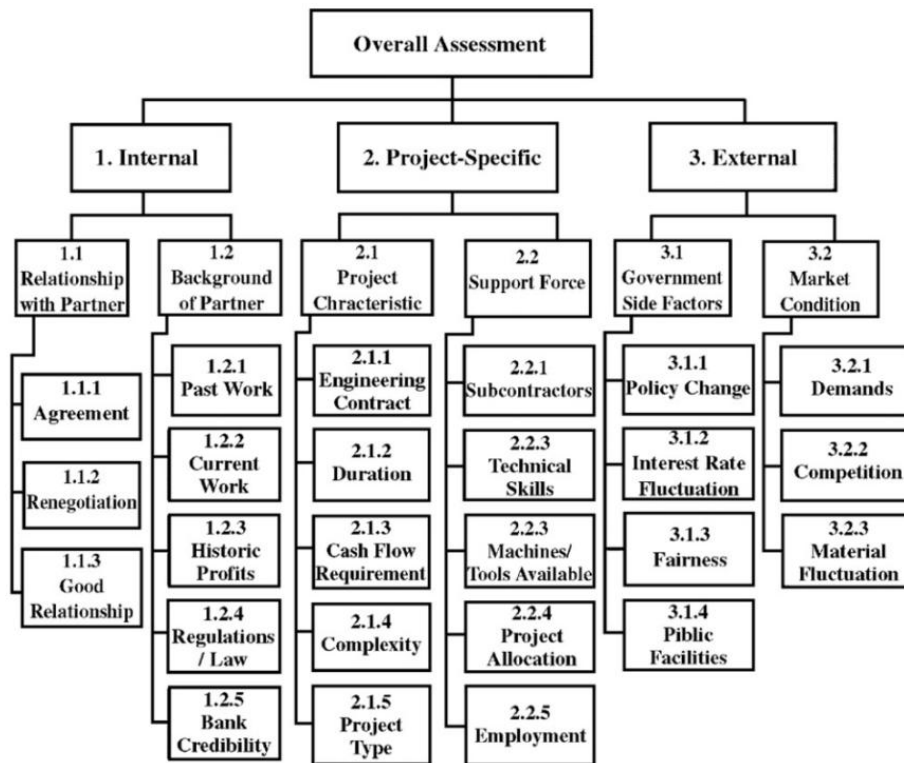 Overall Assessment
1. Internal
2. Project-Specific
3. External
1.1
Relationship
with Partner
1.2
Background
of Partner
2.1
Project
Chracteristic
2.2
Support Force
3.1
Government
Side Factors
3.2
Market
Condition
1.1.1
Agreement
1.1.2
Renegotiation
1.1.3
Good
Relationship
1.2.1
Past Work
1.2.2
Current
Work
1.2.3
Historic
Profits
1.2.4
Regulations
/ Law
1.2.5
Bank
Credibility
2.1.1
Engineering
Contract
2.1.2
Duration
2.1.3
Cash Flow
Requirement
2.1.4
Complexity
2.1.5
Project
Type
2.2.1
Subcontractors
2.2.3
Technical
Skills
2.2.3
Machines/
Tools Available
2.2.4
Project
Allocation
2.2.5
Employment
3.1.1
Policy Change
3.1.2
Interest Rate
Fluctuation
3.1.3
Fairness
3.1.4
Piblic
Facilities
3.2.1
Demands
3.2.2
Competition
3.2.3
Material
Fluctuation